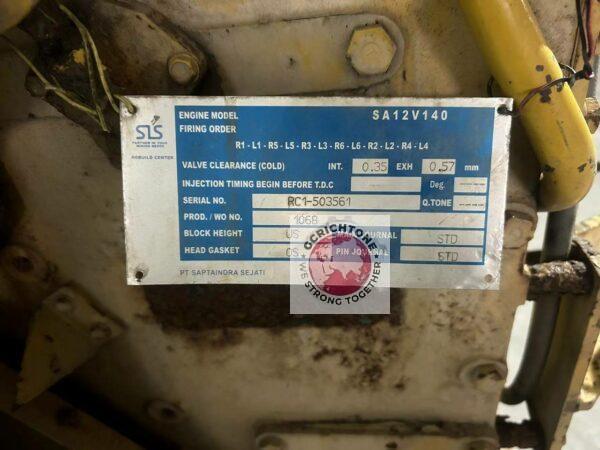 SLS
PARTNER IN YOUR MINING NEEDS
REBUILD CENTER
ENGINE MODEL SA12V140
FIRING ORDER
R1 - L1 - R5 - L5 - R3 - L3 - R6 - L6 - R2 - L2 - R4 - L4
VALVE CLEARANCE (COLD) INT. 0.35 EXH 0.57 mm
INJECTION TIMING BEGIN BEFORE T.D.C Deg.
SERIAL NO. RC1-503561 Q.TONE
PROD. / WO NO. 1068
BLOCK HEIGHT US JOURNAL STD
HEAD GASKET PIN JOURNAL STD
PT SAPTAINDRA SEJATI
GCRICHTONE
WE STRONG TOGETHER